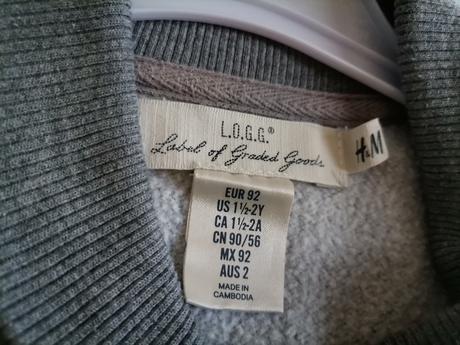 L.O.G.G.®
Label of Graded Goods
H&M
EUR 92
US 1½-2Y
CA 1½-2A
CN 90/56
MX 92
AUS 2
MADE IN
CAMBODIA